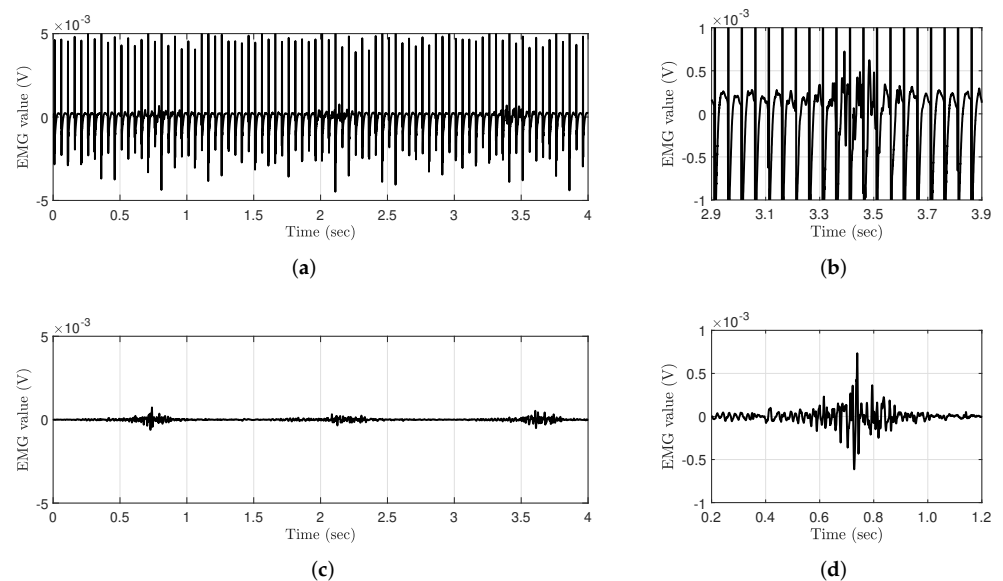 ×10⁻³
5
0
-5
EMG value (V)
0 0.5 1 1.5 2 2.5 3 3.5 4
Time (sec)
(a)
×10⁻³
1
0.5
0
-0.5
-1
EMG value (V)
2.9 3.1 3.3 3.5 3.7 3.9
Time (sec)
(b)
×10⁻³
5
0
-5
EMG value (V)
0 0.5 1 1.5 2 2.5 3 3.5 4
Time (sec)
(c)
×10⁻³
1
0.5
0
-0.5
-1
EMG value (V)
0.2 0.4 0.6 0.8 1.0 1.2
Time (sec)
(d)